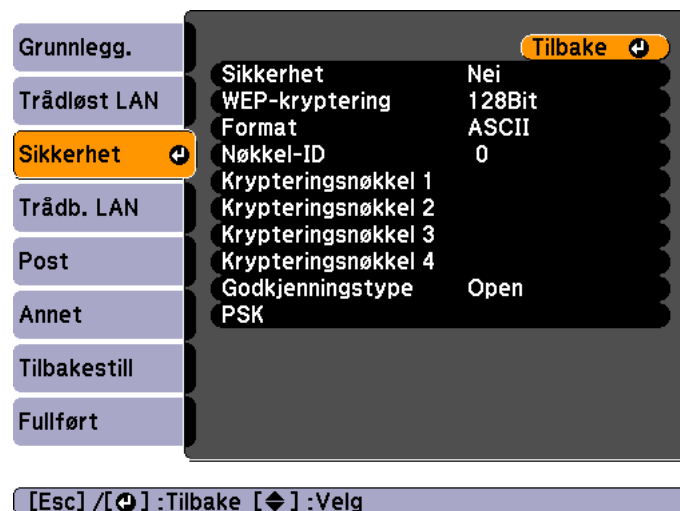 Grunnlegg.
Trådløst LAN
Sikkerhet
Trådb. LAN
Post
Annet
Tilbakestill
Fullført
Tilbake
Sikkerhet Nei
WEP-kryptering 128Bit
Format ASCII
Nøkkel-ID 0
Krypteringsnøkkel 1
Krypteringsnøkkel 2
Krypteringsnøkkel 3
Krypteringsnøkkel 4
Godkjenningstype Open
PSK
[Esc] /[⏎] :Tilbake [◆] :Velg